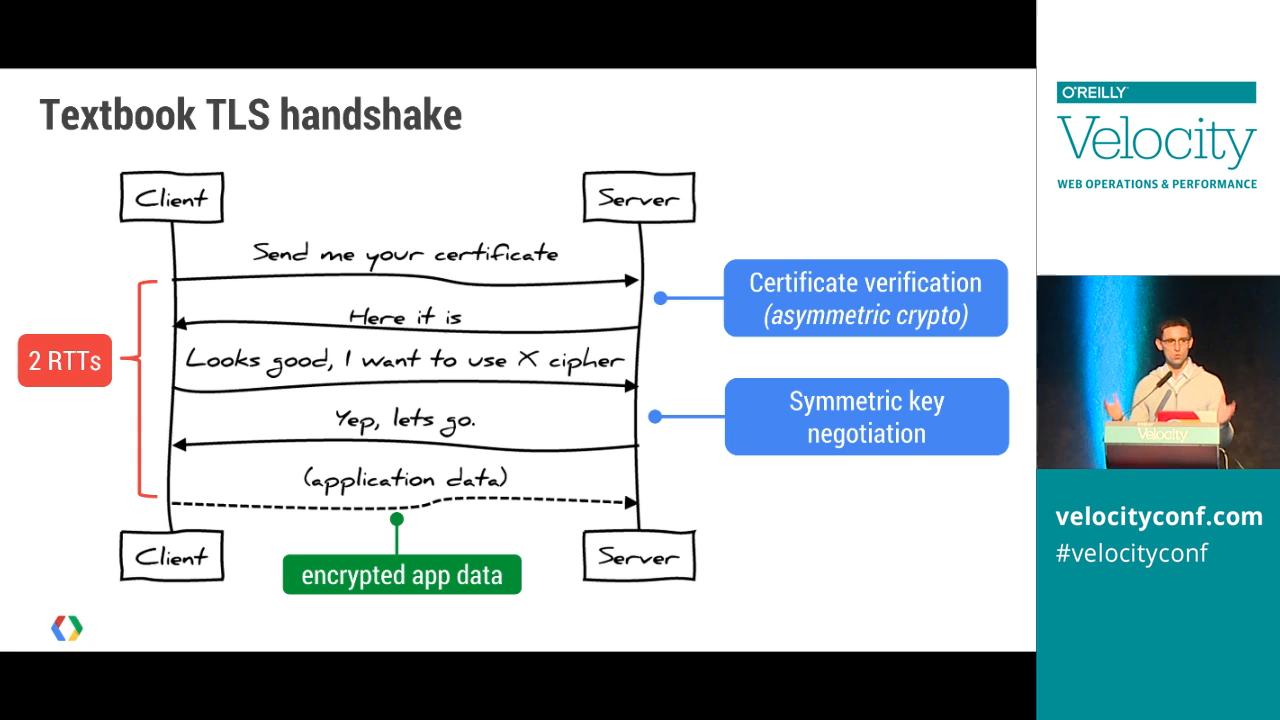 Textbook TLS handshake
Client
Server
Send me your certificate
Here it is
Looks good, I want to use X cipher
Yep, lets go.
(application data)
2 RTTs
Certificate verification
(asymmetric crypto)
Symmetric key
negotiation
Client
Server
encrypted app data
O'REILLY
Velocity
WEB OPERATIONS & PERFORMANCE
Velocity
velocityconf.com
#velocityconf